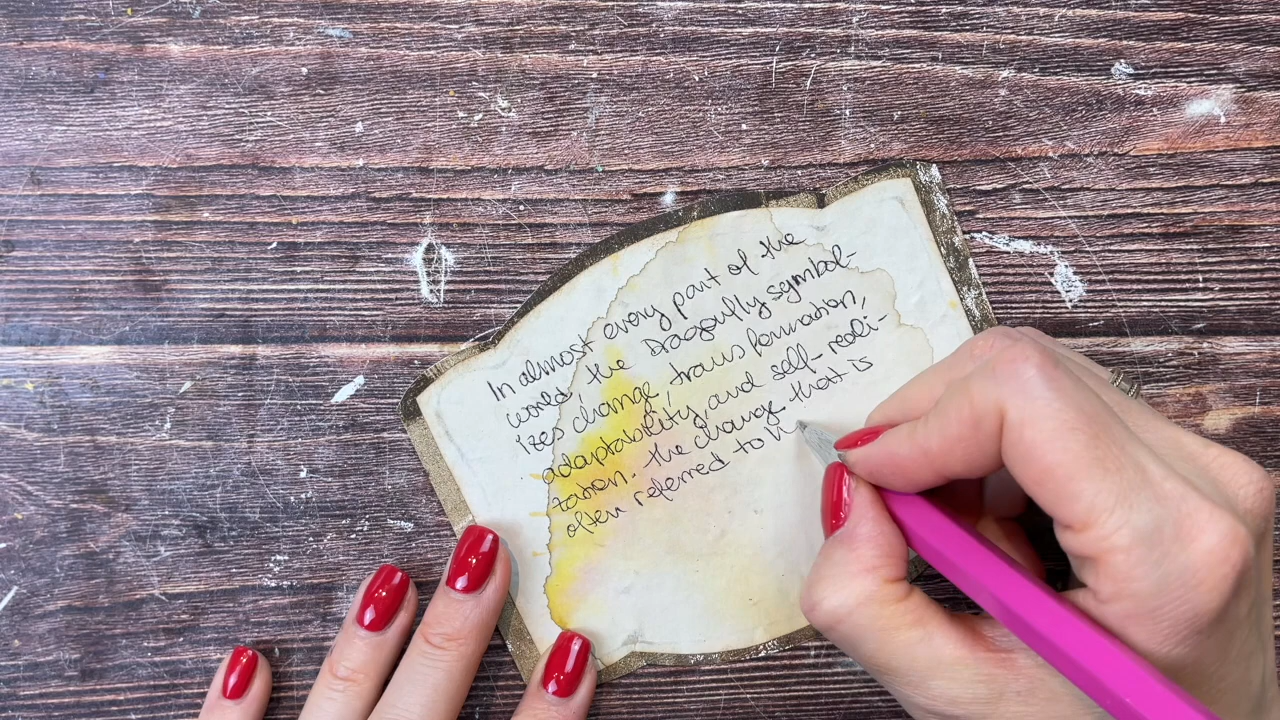 In almost every part of the
world, the Dragonfly symbol-
izes change, transformation,
adaptability, and self-reali-
tation. The change that is
often referred to h